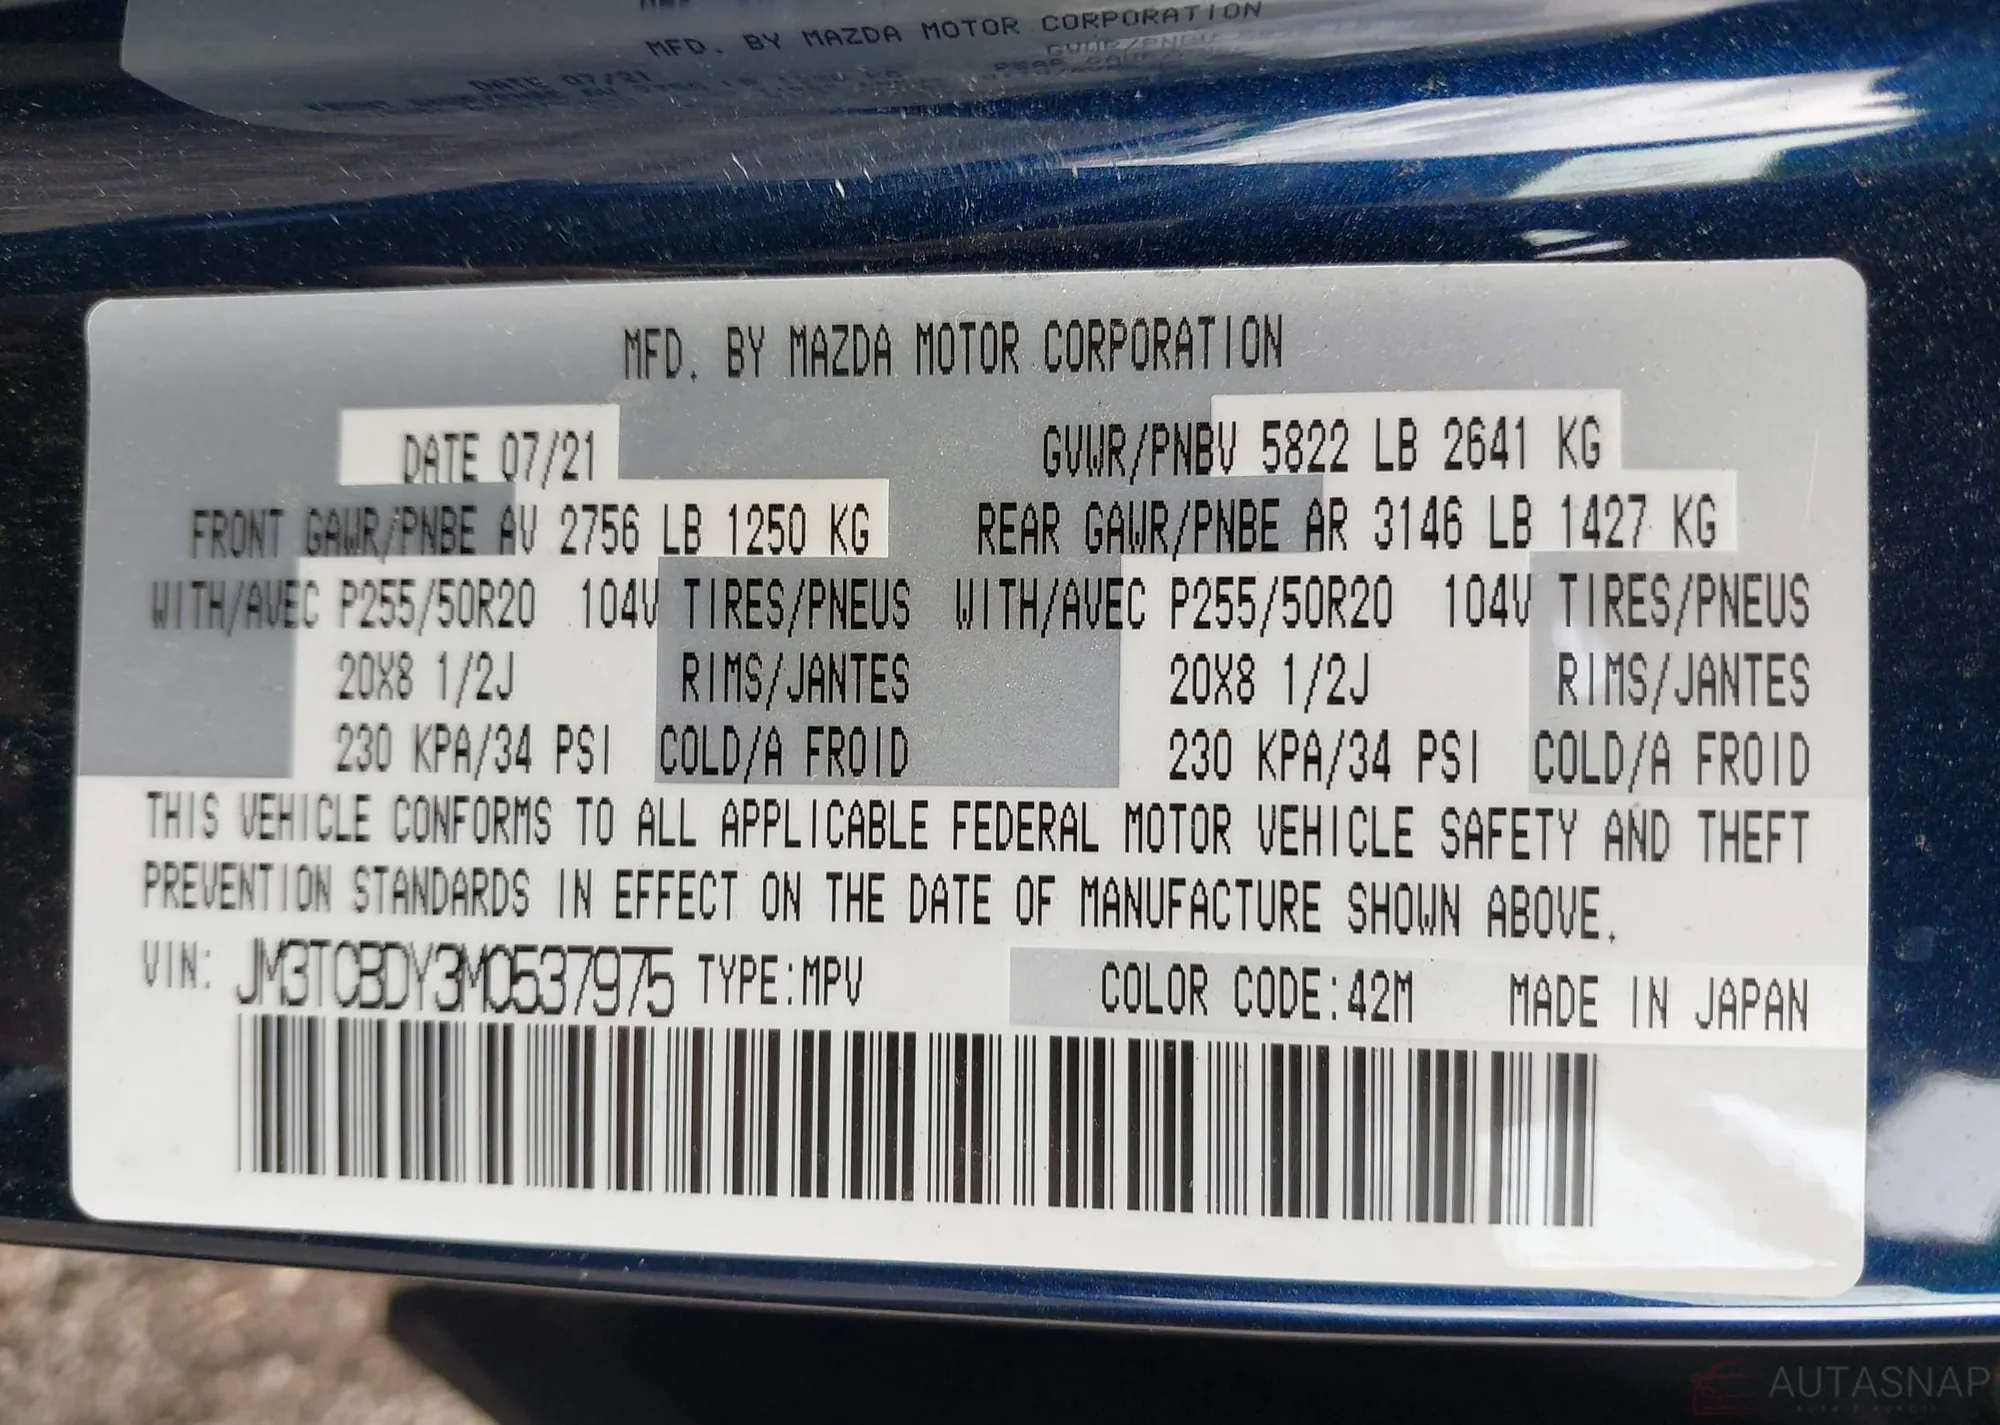 MFD. BY MAZDA MOTOR CORPORATION
DATE 07/21
MFD. BY MAZDA MOTOR CORPORATION
DATE 07/21 GVWR/PNBV 5822 LB 2641 KG
FRONT GAWR/PNBE AV 2756 LB 1250 KG REAR GAWR/PNBE AR 3146 LB 1427 KG
WITH/AVEC P255/50R20 104V TIRES/PNEUS WITH/AVEC P255/50R20 104V TIRES/PNEUS
20X8 1/2J RIMS/JANTES 20X8 1/2J RIMS/JANTES
230 KPA/34 PSI COLD/A FROID 230 KPA/34 PSI COLD/A FROID
THIS VEHICLE CONFORMS TO ALL APPLICABLE FEDERAL MOTOR VEHICLE SAFETY AND THEFT
PREVENTION STANDARDS IN EFFECT ON THE DATE OF MANUFACTURE SHOWN ABOVE.
VIN: JM3TCBDY3M0537975 TYPE:MPV COLOR CODE:42M MADE IN JAPAN
AUTASNAP